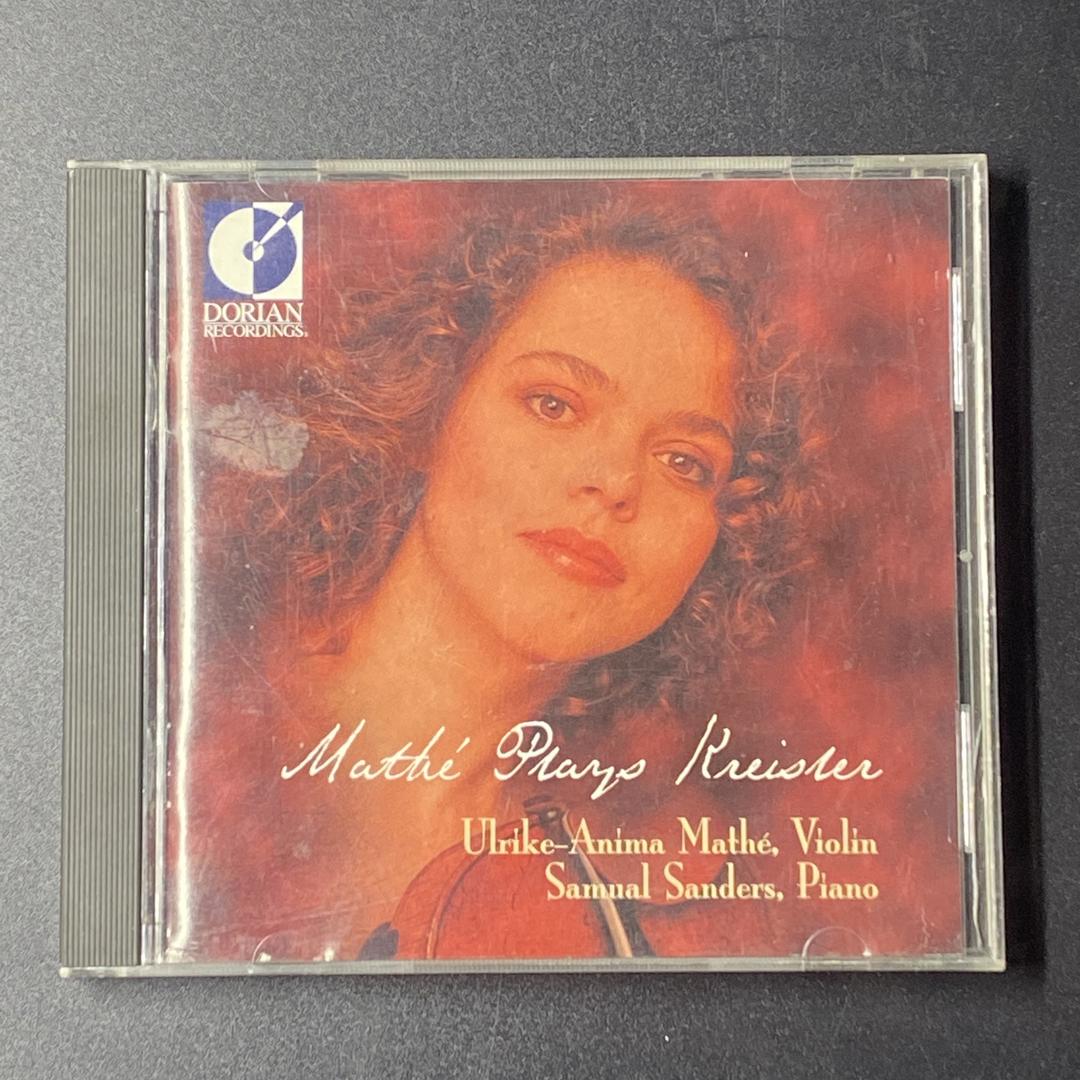 DORIAN
RECORDINGS®
Mathé Plays Kreisler
Ulrike-Anima Mathé, Violin
Samual Sanders, Piano